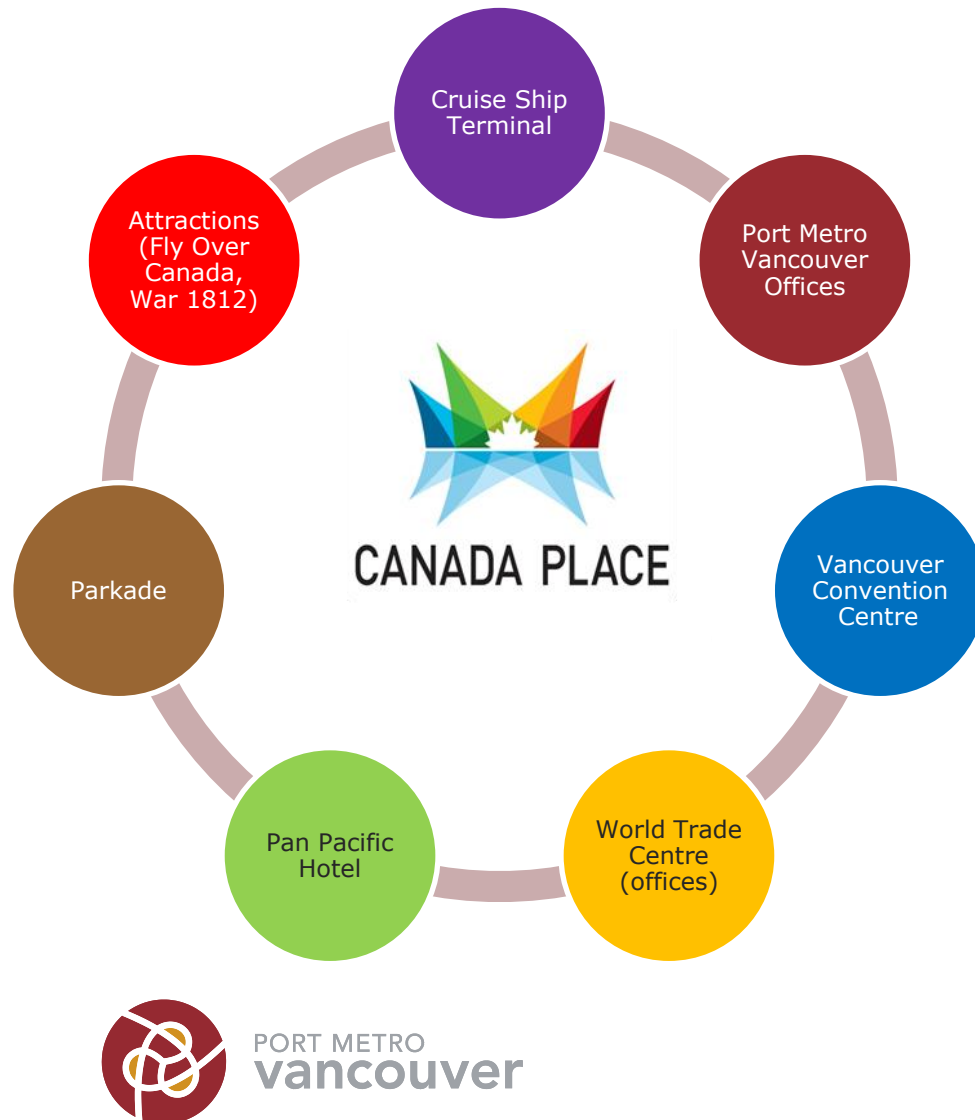 Cruise Ship
Terminal
Port Metro
Vancouver
Offices
Vancouver
Convention
Centre
World Trade
Centre
(offices)
Pan Pacific
Hotel
Parkade
Attractions
(Fly Over
Canada,
War 1812)
CANADA PLACE
PORT METRO
vancouver